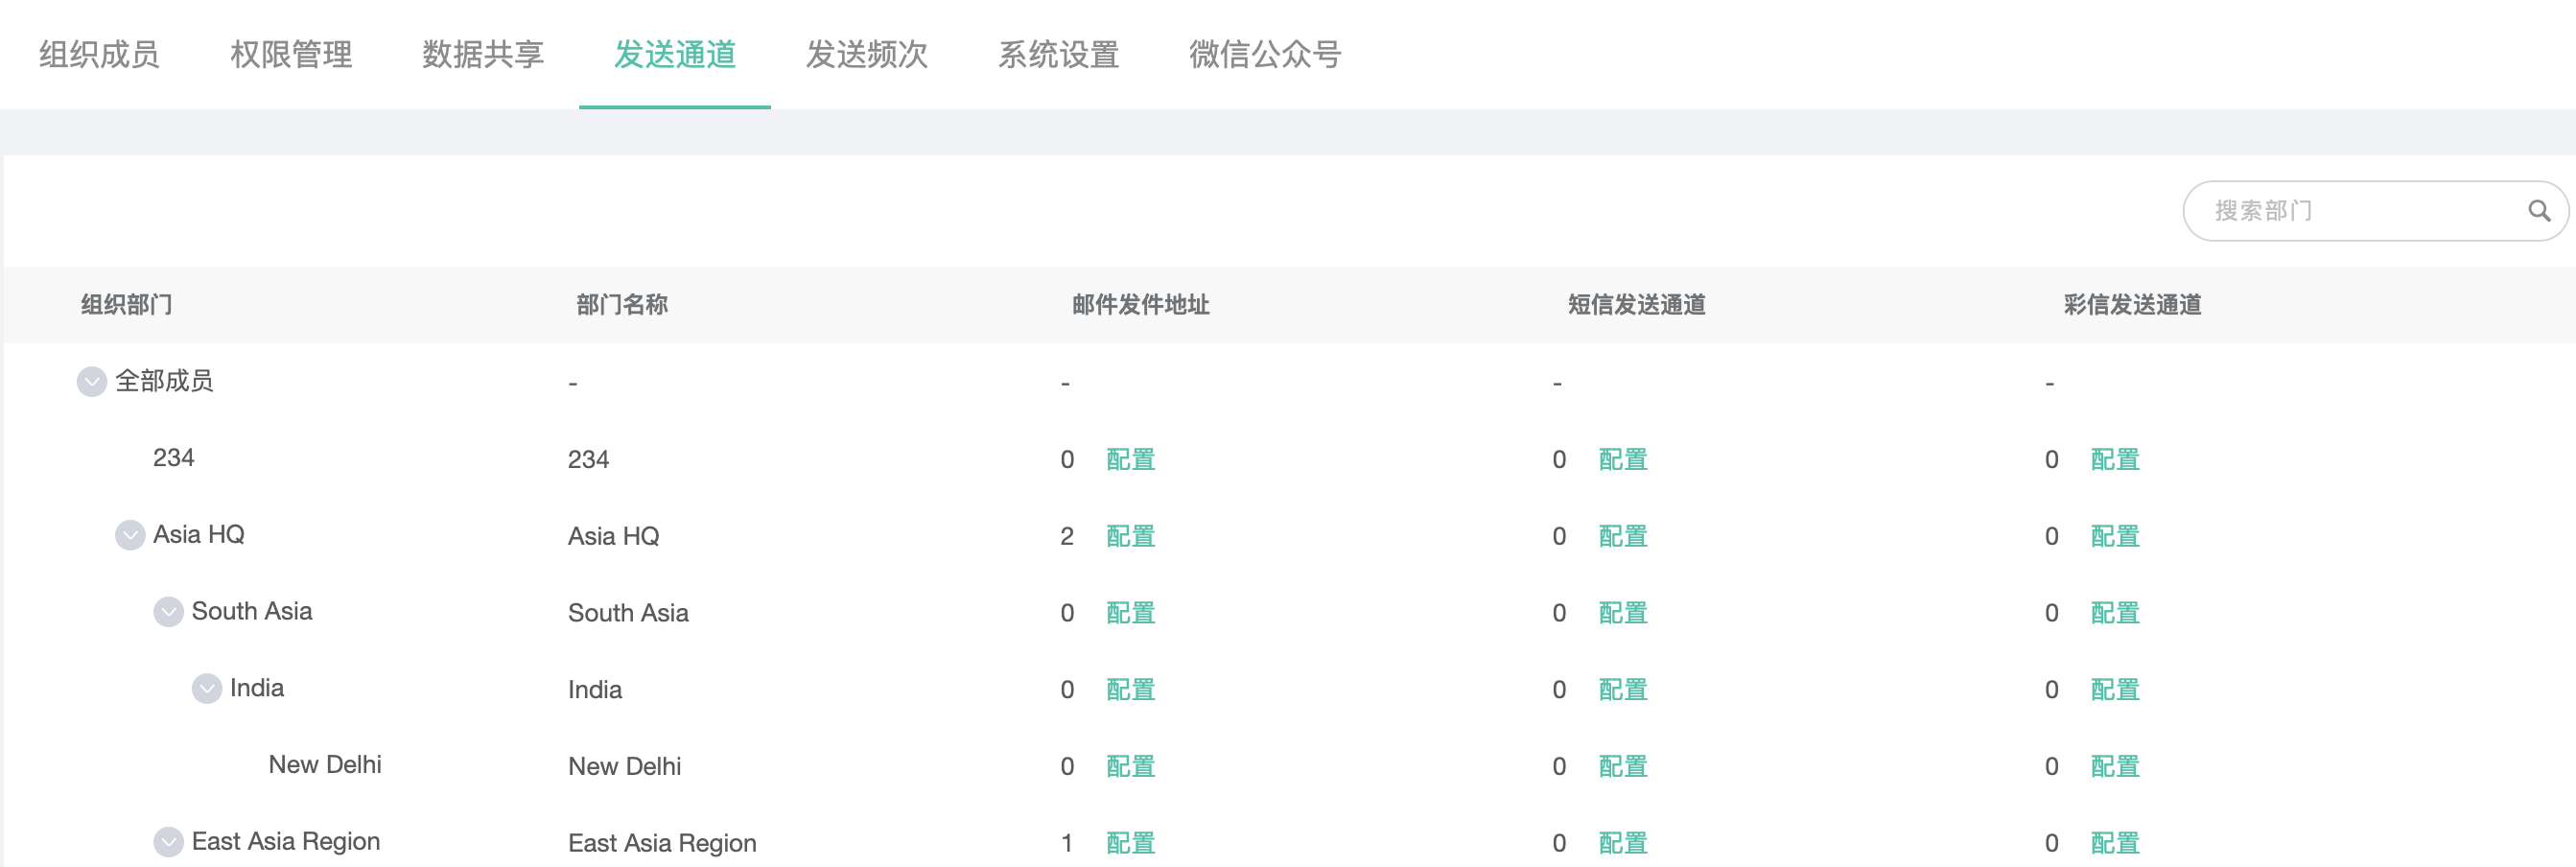 组织成员 权限管理 数据共享 发送通道 发送频次 系统设置 微信公众号
搜索部门
组织部门 部门名称 邮件发件地址 短信发送通道 彩信发送通道
全部成员 - - - -
234 234 0 配置 0 配置 0 配置
Asia HQ Asia HQ 2 配置 0 配置 0 配置
South Asia South Asia 0 配置 0 配置 0 配置
India India 0 配置 0 配置 0 配置
New Delhi New Delhi 0 配置 0 配置 0 配置
East Asia Region East Asia Region 1 配置 0 配置 0 配置